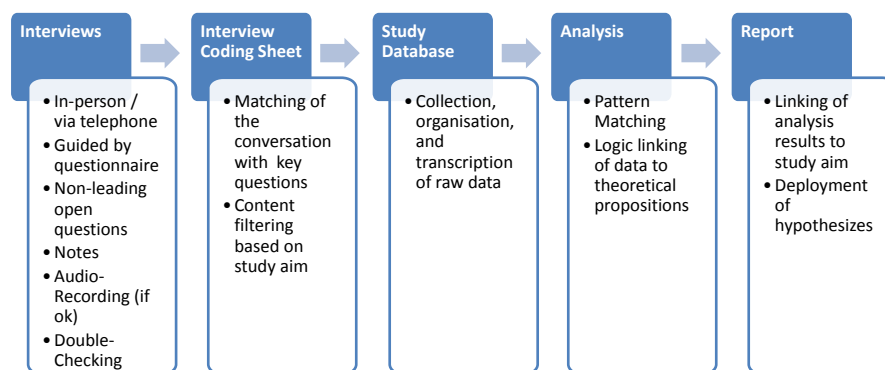 Interviews
• In-person /
via telephone
• Guided by
questionnaire
• Non-leading
open
questions
• Notes
• Audio-
Recording (if
ok)
• Double-
Checking
Interview
Coding Sheet
• Matching of
the
conversation
with key
questions
• Content
filtering
based on
study aim
Study
Database
• Collection,
organisation,
and
transcription
of raw data
Analysis
• Pattern
Matching
• Logic linking
of data to
theoretical
propositions
Report
• Linking of
analysis
results to
study aim
• Deployment
of
hypothesizes